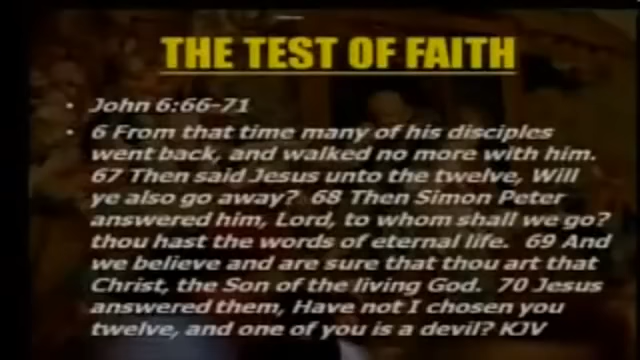 THE TEST OF FAITH
• John 6:66-71
• 6 From that time many of his disciples
went back, and walked no more with him.
67 Then said Jesus unto the twelve, Will
ye also go away? 68 Then Simon Peter
answered him, Lord, to whom shall we go?
thou hast the words of eternal life. 69 And
we believe and are sure that thou art that
Christ, the Son of the living God. 70 Jesus
answered them, Have not I chosen you
twelve, and one of you is a devil? KJV